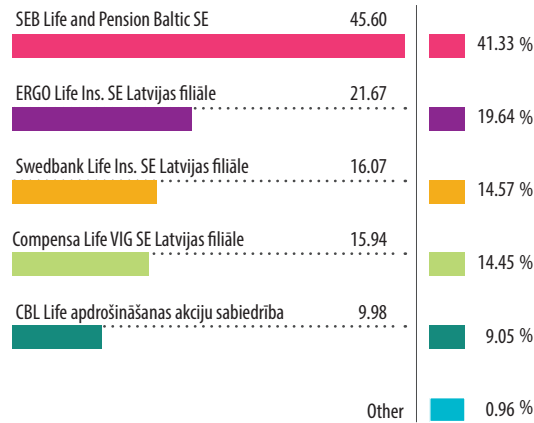 SEB Life and Pension Baltic SE 45.60
41.33 %
ERGO Life Ins. SE Latvijas filiāle 21.67
19.64 %
Swedbank Life Ins. SE Latvijas filiāle 16.07
14.57 %
Compensa Life VIG SE Latvijas filiāle 15.94
14.45 %
CBL Life apdrošināšanas akciju sabiedrība 9.98
9.05 %
Other 0.96 %